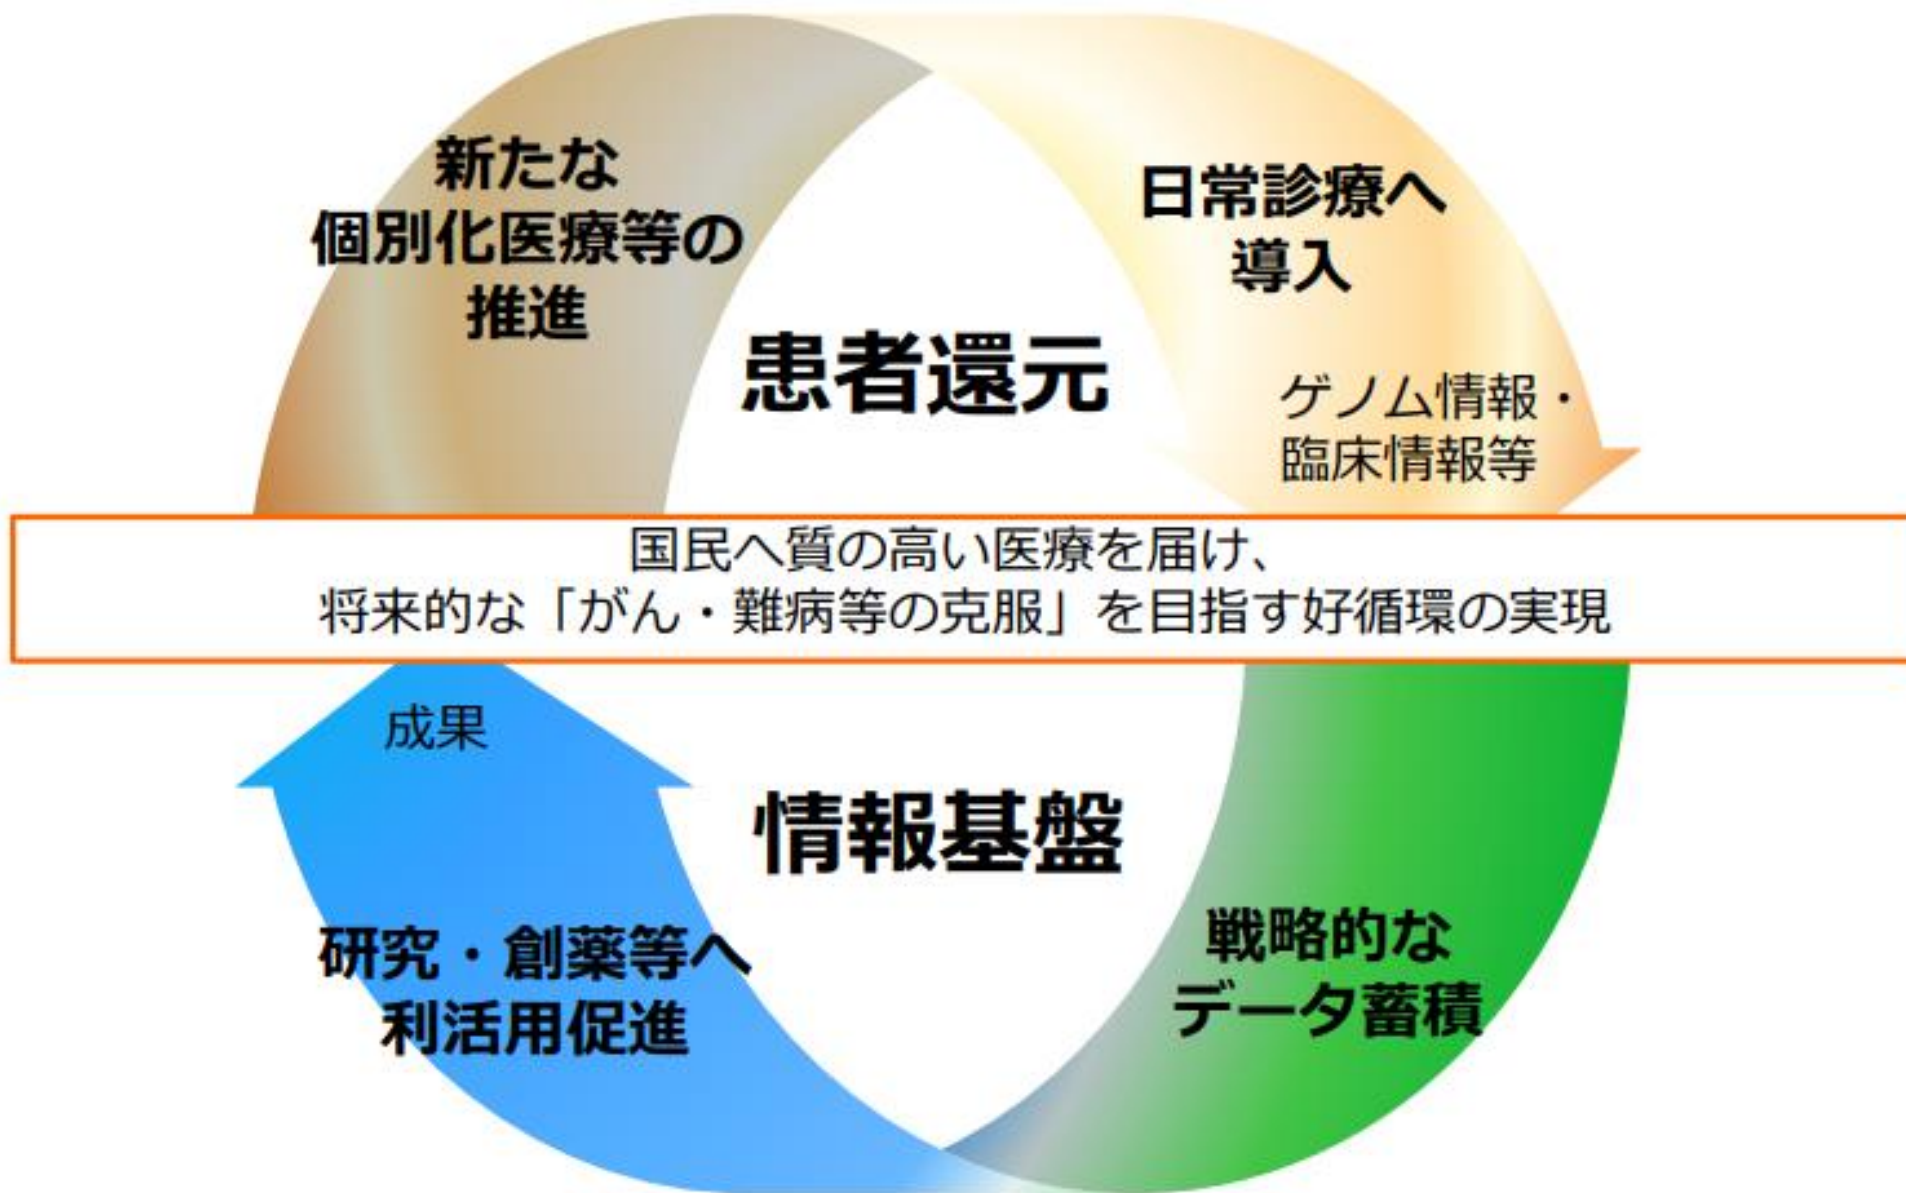 新たな
個別化医療等の
推進
日常診療へ
導入
患者還元
ゲノム情報・
臨床情報等
国民へ質の高い医療を届け、
将来的な「がん・難病等の克服」を目指す好循環の実現
成果
情報基盤
研究・創薬等へ
利活用促進
戦略的な
データ蓄積